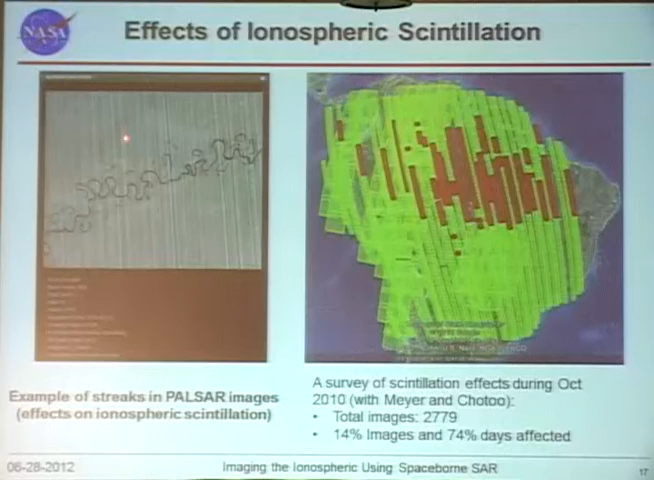 NASA
Effects of Ionospheric Scintillation
Example of streaks in PALSAR images
(effects on ionospheric scintillation)
A survey of scintillation effects during Oct
2010 (with Meyer and Chotoo):
• Total images: 2779
• 14% Images and 74% days affected
06-28-2012
Imaging the Ionospheric Using Spaceborne SAR
17